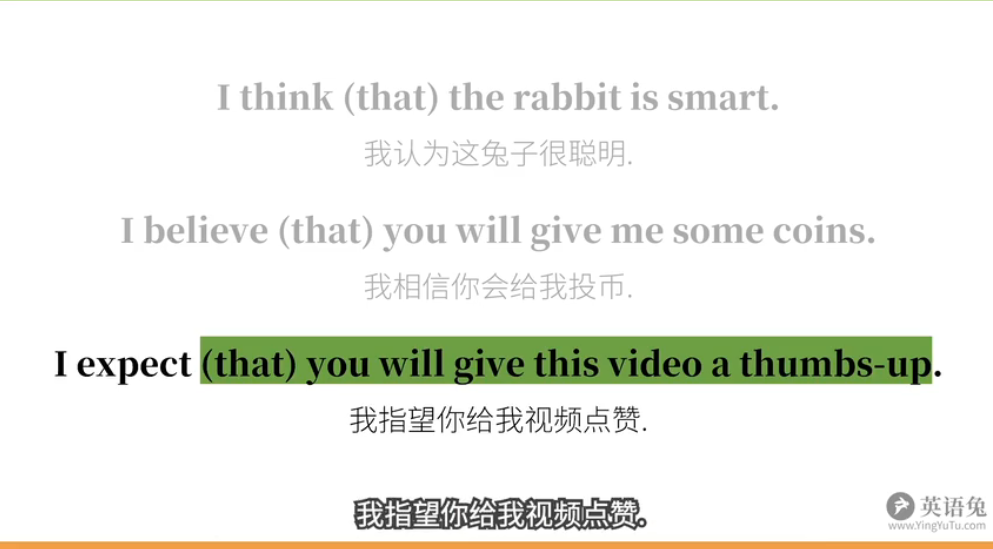 I think (that) the rabbit is smart.
我认为这兔子很聪明.
I believe (that) you will give me some coins.
我相信你会给我投币.
I expect (that) you will give this video a thumbs-up.
我指望你给我视频点赞.
我指望你给我视频点赞.
英语兔
www.YingYuTu.com